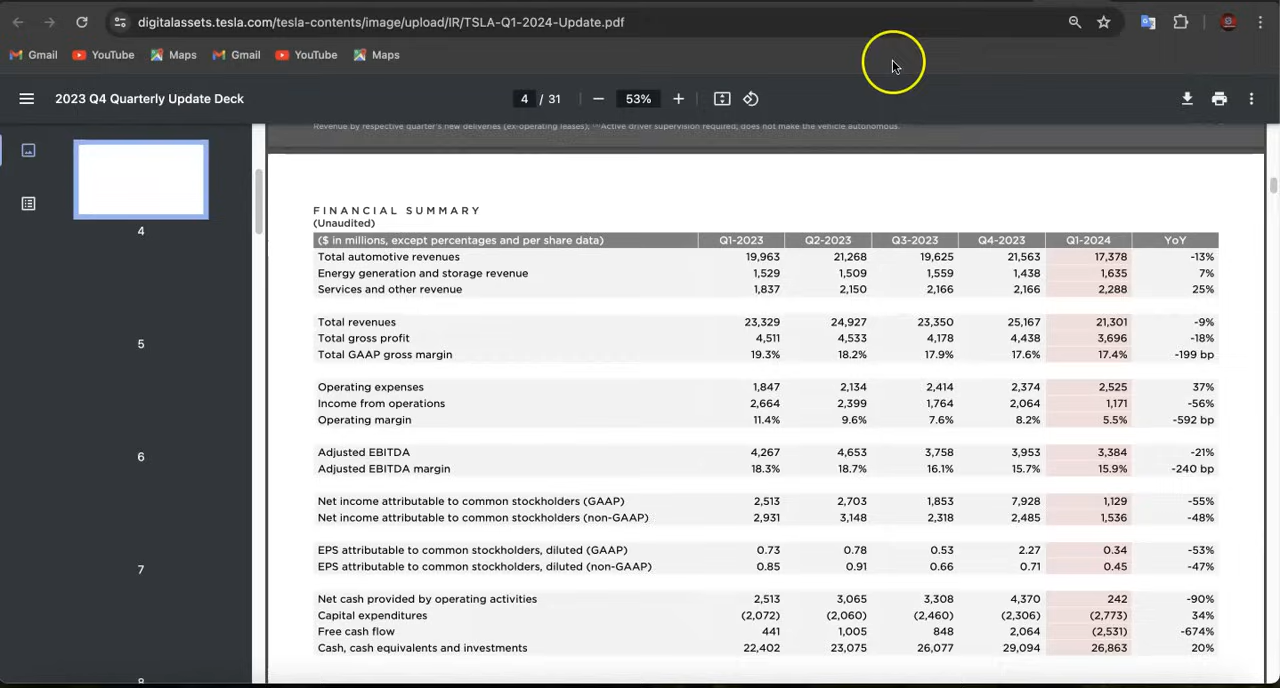 digitalassets.tesla.com/tesla-contents/image/upload/IR/TSLA-Q1-2024-Update.pdf
Gmail YouTube Maps Gmail YouTube Maps
2023 Q4 Quarterly Update Deck 4 / 31 53%
Revenue by respective quarter's new deliveries (ex-operating leases); Active driver supervision required; does not make the vehicle autonomous.
FINANCIAL SUMMARY
(Unaudited)
($ in millions, except percentages and per share data) Q1-2023 Q2-2023 Q3-2023 Q4-2023 Q1-2024 YoY
Total automotive revenues 19,963 21,268 19,625 21,563 17,378 -13%
Energy generation and storage revenue 1,529 1,509 1,559 1,438 1,635 7%
Services and other revenue 1,837 2,150 2,166 2,166 2,288 25%
Total revenues 23,329 24,927 23,350 25,167 21,301 -9%
Total gross profit 4,511 4,533 4,178 4,438 3,696 -18%
Total GAAP gross margin 19.3% 18.2% 17.9% 17.6% 17.4% -199 bp
Operating expenses 1,847 2,134 2,414 2,374 2,525 37%
Income from operations 2,664 2,399 1,764 2,064 1,171 -56%
Operating margin 11.4% 9.6% 7.6% 8.2% 5.5% -592 bp
Adjusted EBITDA 4,267 4,653 3,758 3,953 3,384 -21%
Adjusted EBITDA margin 18.3% 18.7% 16.1% 15.7% 15.9% -240 bp
Net income attributable to common stockholders (GAAP) 2,513 2,703 1,853 7,928 1,129 -55%
Net income attributable to common stockholders (non-GAAP) 2,931 3,148 2,318 2,485 1,536 -48%
EPS attributable to common stockholders, diluted (GAAP) 0.73 0.78 0.53 2.27 0.34 -53%
EPS attributable to common stockholders, diluted (non-GAAP) 0.85 0.91 0.66 0.71 0.45 -47%
Net cash provided by operating activities 2,513 3,065 3,308 4,370 242 -90%
Capital expenditures (2,072) (2,060) (2,460) (2,306) (2,773) 34%
Free cash flow 441 1,005 848 2,064 (2,531) -674%
Cash, cash equivalents and investments 22,402 23,075 26,077 29,094 26,863 20%
4
5
6
7
8